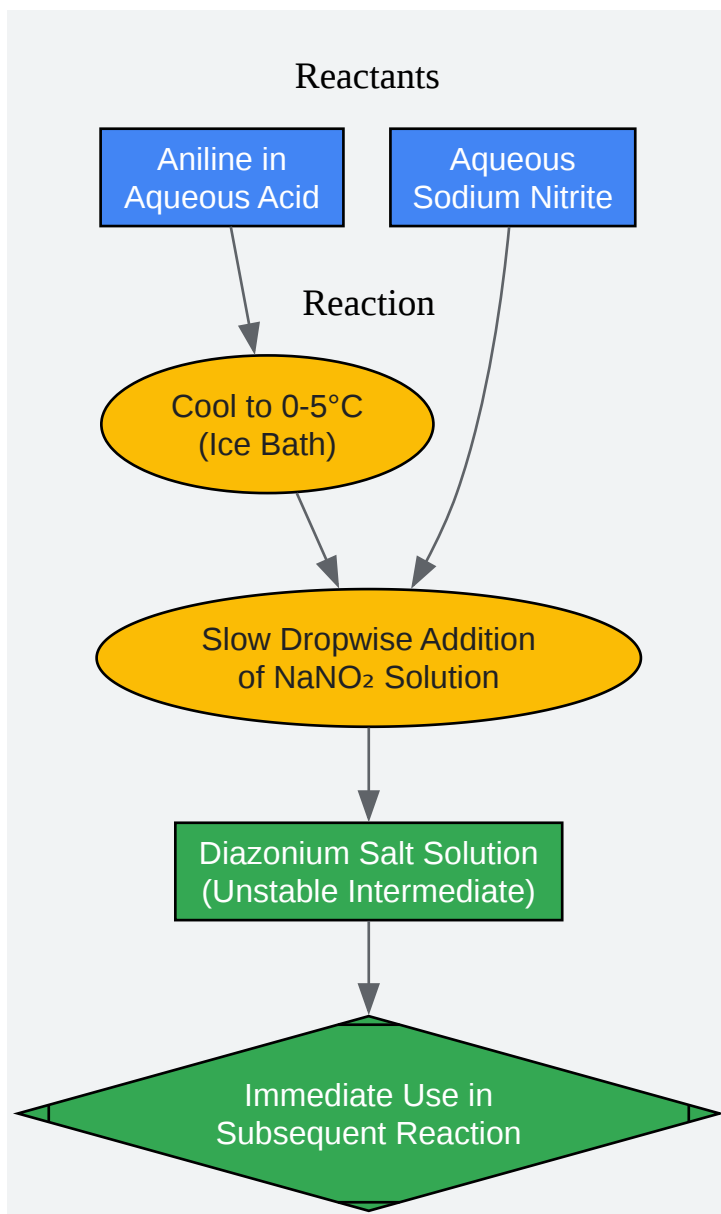 Reactants
Aniline in
Aqueous Acid
Aqueous
Sodium Nitrite
Reaction
Cool to 0-5°C
(Ice Bath)
Slow Dropwise Addition
of NaNO₂ Solution
Diazonium Salt Solution
(Unstable Intermediate)
Immediate Use in
Subsequent Reaction